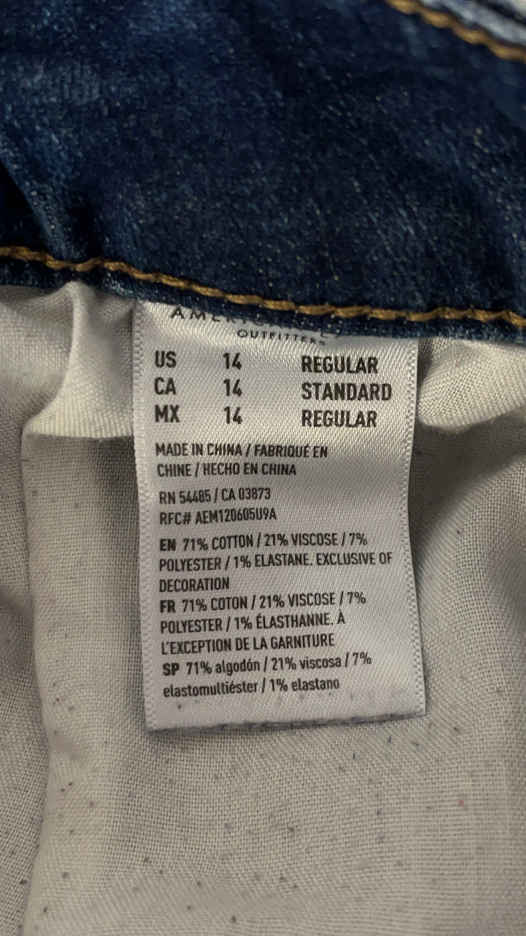 OUTFITTERS
US 14 REGULAR
CA 14 STANDARD
MX 14 REGULAR
MADE IN CHINA / FABRIQUÉ EN
CHINE / HECHO EN CHINA
RN 54485 / CA 03873
RFC# AEM120605U9A
EN 71% COTTON / 21% VISCOSE / 7%
POLYESTER / 1% ELASTANE. EXCLUSIVE OF
DECORATION
FR 71% COTON / 21% VISCOSE / 7%
POLYESTER / 1% ÉLASTHANNE. À
L'EXCEPTION DE LA GARNITURE
SP 71% algodón / 21% viscosa / 7%
elastomultiéster / 1% elastano